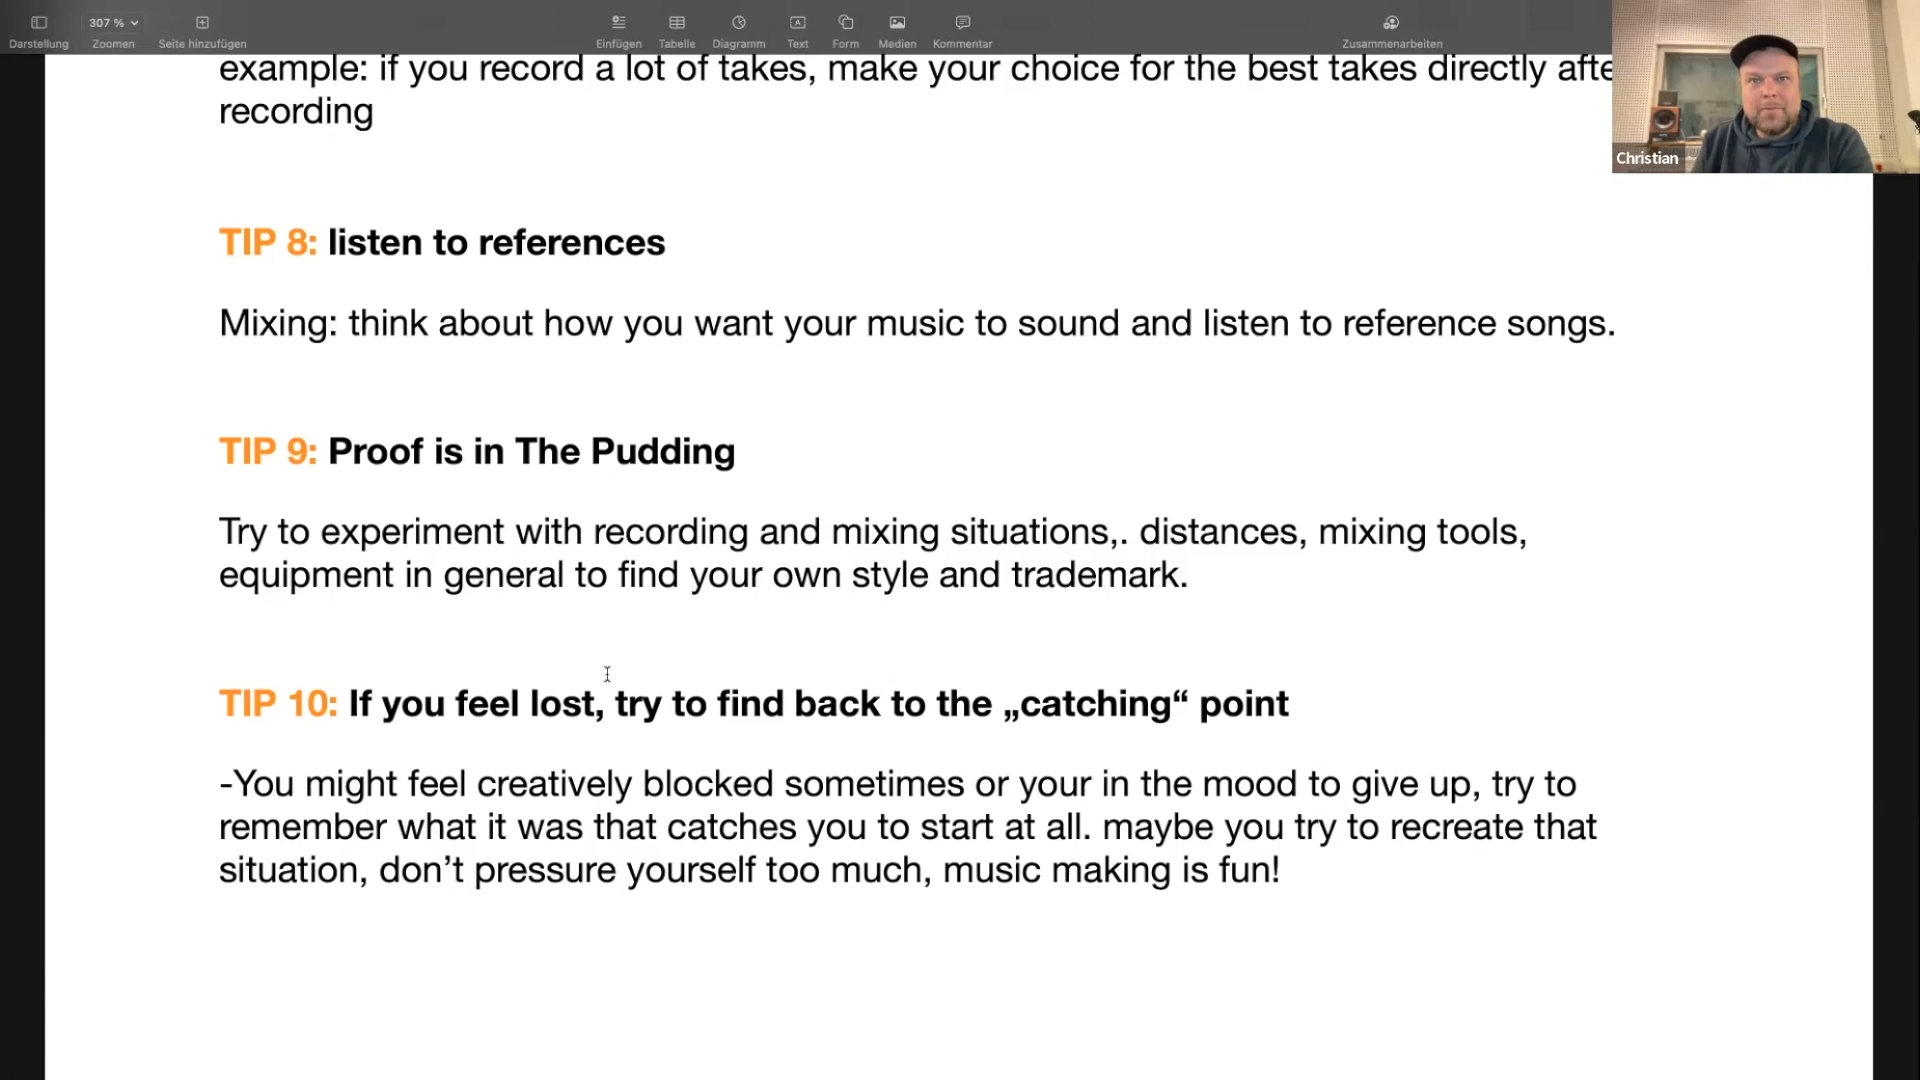 307 %
Darstellung Zoomen Seite hinzufügen Einfügen Tabelle Diagramm Text Form Medien Kommentar Zusammenarbeiten
example: if you record a lot of takes, make your choice for the best takes directly afte
recording
Christian
TIP 8: listen to references
Mixing: think about how you want your music to sound and listen to reference songs.
TIP 9: Proof is in The Pudding
Try to experiment with recording and mixing situations,. distances, mixing tools,
equipment in general to find your own style and trademark.
TIP 10: If you feel lost, try to find back to the „catching“ point
-You might feel creatively blocked sometimes or your in the mood to give up, try to
remember what it was that catches you to start at all. maybe you try to recreate that
situation, don’t pressure yourself too much, music making is fun!